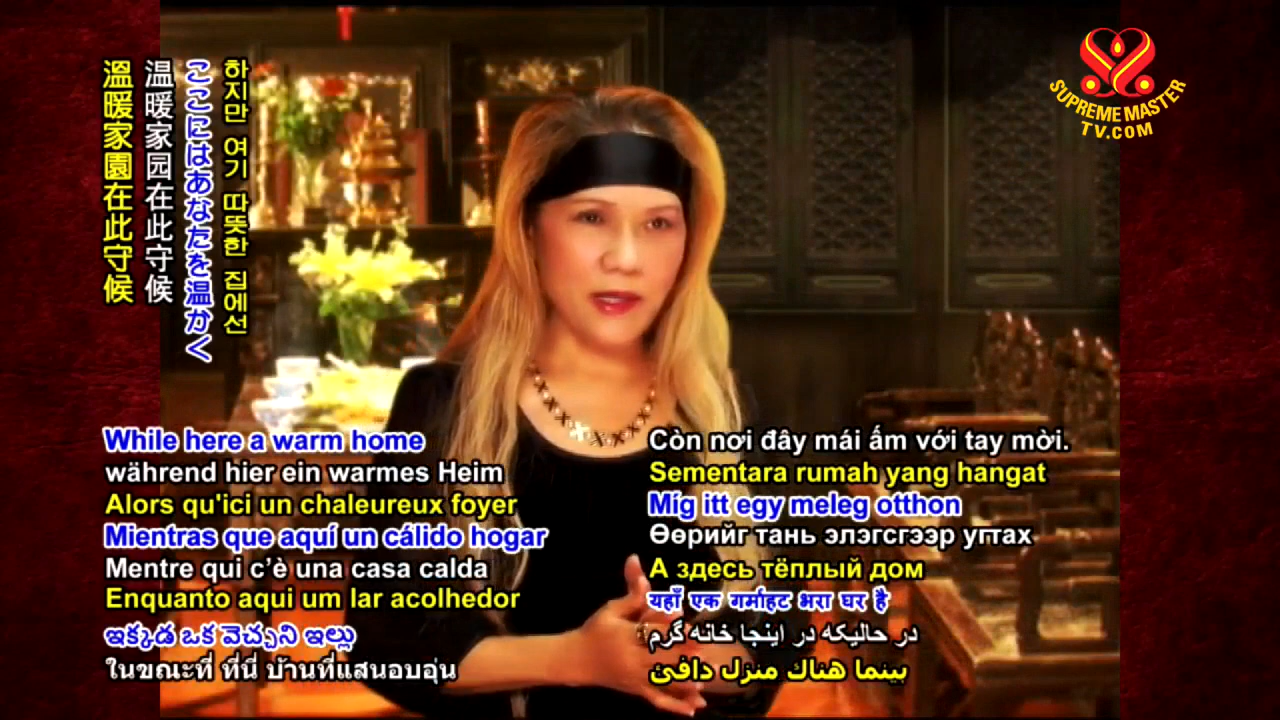 溫暖家園在此守候
温暖家园在此守候
ここにはあなたを温かく
하지만 여기 따뜻한 집에선
SUPREME MASTER
TV.COM
While here a warm home
während hier ein warmes Heim
Alors qu'ici un chaleureux foyer
Mientras que aquí un cálido hogar
Mentre qui c’è una casa calda
Enquanto aqui um lar acolhedor
ఇక్కడ ఒక వెచ్చని ఇల్లు
ในขณะที่ ที่นี่ บ้านที่แสนอบอุ่น
Còn nơi đây mái ấm với tay mời.
Sementara rumah yang hangat
Míg itt egy meleg otthon
Өөрийг тань элэгсгээр угтах
А здесь тёплый дом
यहाँ एक गर्माहट भरा घर है
در حالیکه در اینجا خانه گرم
بينما هناك منزل دافئ